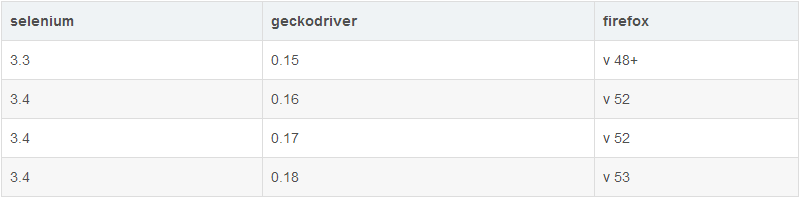 selenium geckodriver firefox
3.3 0.15 v 48+
3.4 0.16 v 52
3.4 0.17 v 52
3.4 0.18 v 53